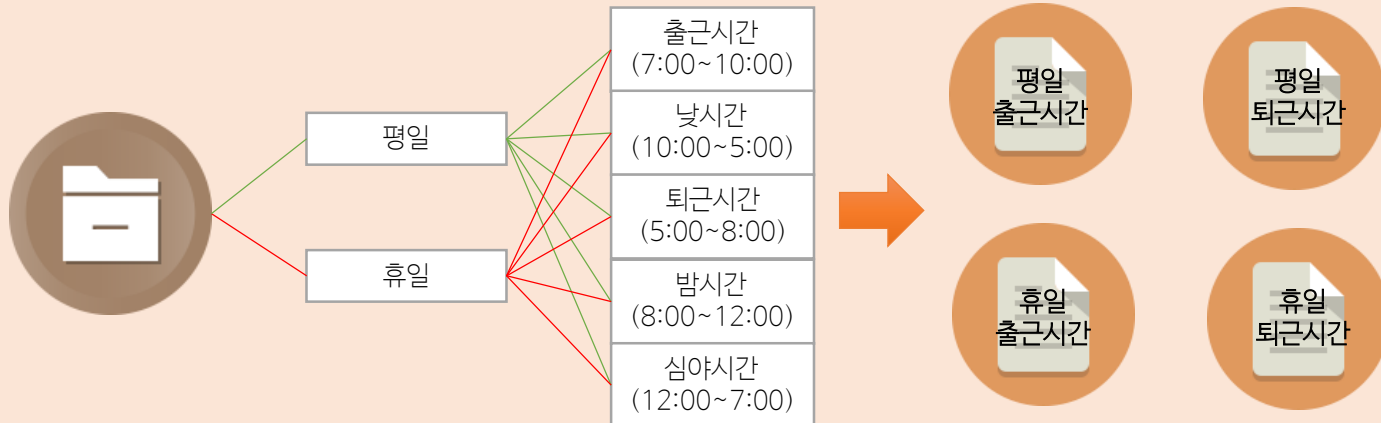 평일
휴일
출근시간
(7:00~10:00)
낮시간
(10:00~5:00)
퇴근시간
(5:00~8:00)
밤시간
(8:00~12:00)
심야시간
(12:00~7:00)
평일
출근시간
평일
퇴근시간
휴일
출근시간
휴일
퇴근시간